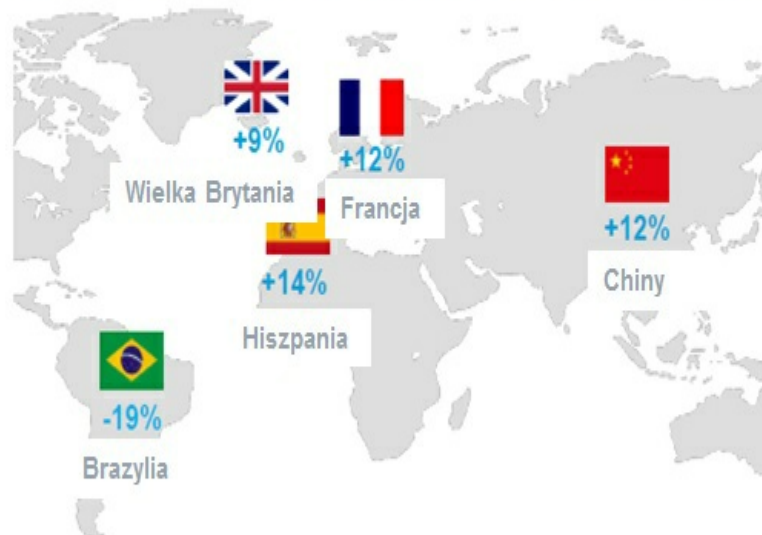 +9%
Wielka Brytania
+12%
Francja
+14%
Hiszpania
+12%
Chiny
-19%
Brazylia